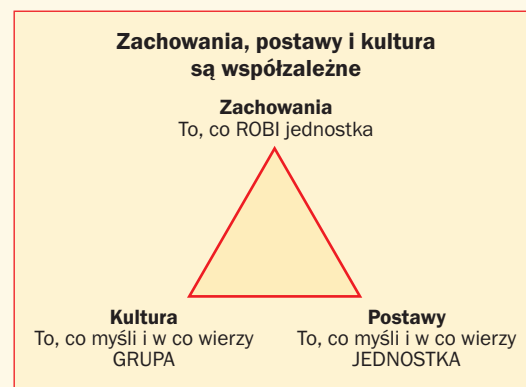 Zachowania, postawy i kultura
są współzależne
Zachowania
To, co ROBI jednostka
Kultura
To, co myśli i w co wierzy
GRUPA
Postawy
To, co myśli i w co wierzy
JEDNOSTKA